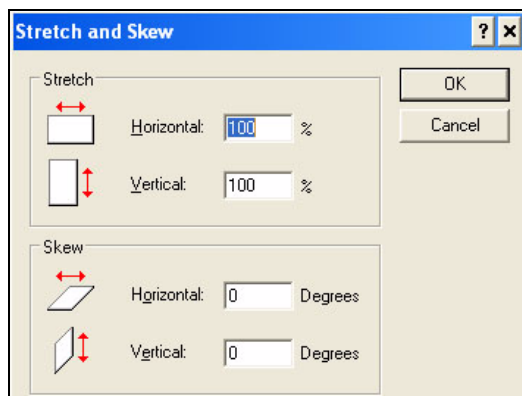 Stretch and Skew
? ×
Stretch
OK
Horizontal: 100 %
Cancel
Vertical: 100 %
Skew
Horizontal: 0 Degrees
Vertical: 0 Degrees